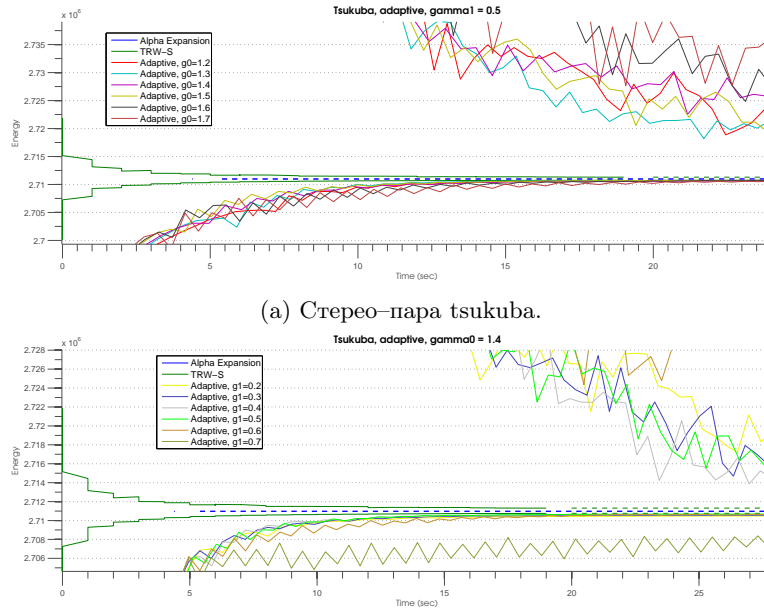 Tsukuba, adaptive, gamma1 = 0.5
x 10⁶
2.735
2.73
2.725
2.72
2.715
2.71
2.705
2.7
Energy
Alpha Expansion
TRW-S
Adaptive, g0=1.2
Adaptive, g0=1.3
Adaptive, g0=1.4
Adaptive, g0=1.5
Adaptive, g0=1.6
Adaptive, g0=1.7
0 5 10 15 20
Time (sec)
(a) Стерео–пара tsukuba.
Tsukuba, adaptive, gamma0 = 1.4
x 10⁶
2.728
2.726
2.724
2.722
2.72
2.718
2.716
2.714
2.712
2.71
2.708
2.706
Energy
Alpha Expansion
TRW-S
Adaptive, g1=0.2
Adaptive, g1=0.3
Adaptive, g1=0.4
Adaptive, g1=0.5
Adaptive, g1=0.6
Adaptive, g1=0.7
0 5 10 15 20 25
Time (sec)